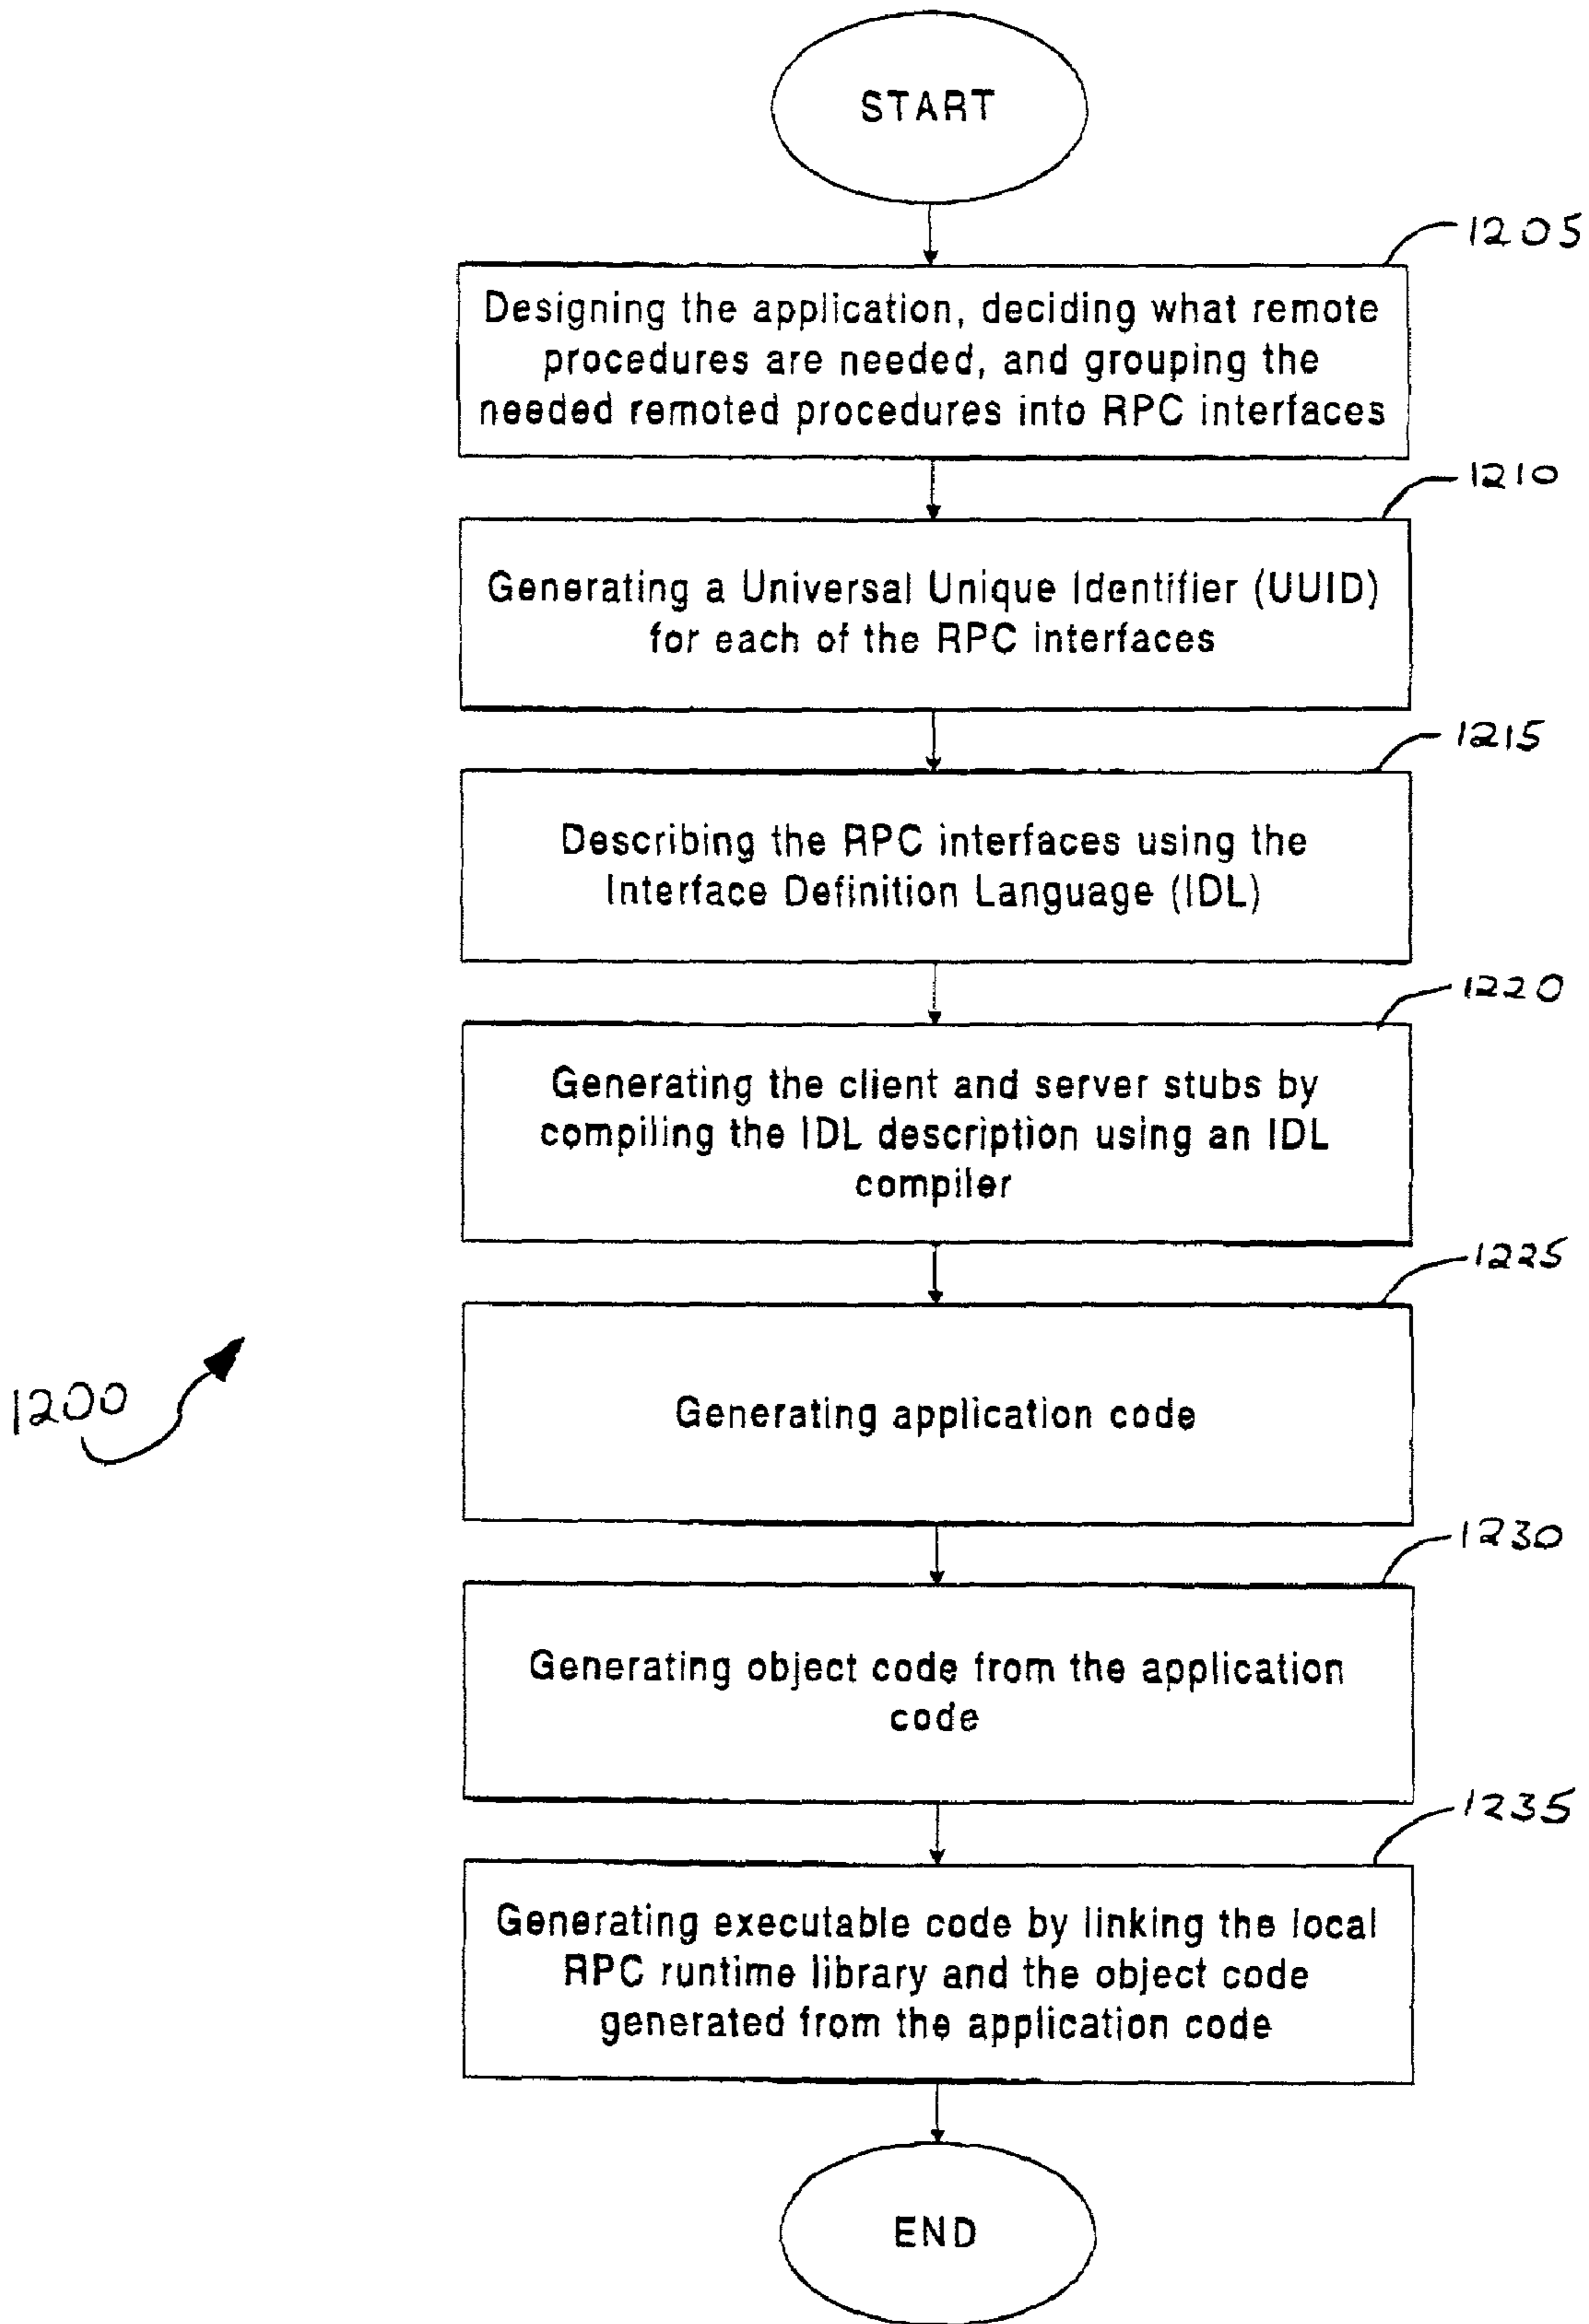 START
1205
Designing the application, deciding what remote
procedures are needed, and grouping the
needed remoted procedures into RPC interfaces
1210
Generating a Universal Unique Identifier (UUID)
for each of the RPC interfaces
1215
Describing the RPC interfaces using the
Interface Definition Language (IDL)
1220
Generating the client and server stubs by
compiling the IDL description using an IDL
compiler
1225
Generating application code
1200
1230
Generating object code from the application
code
1235
Generating executable code by linking the local
RPC runtime library and the object code
generated from the application code
END